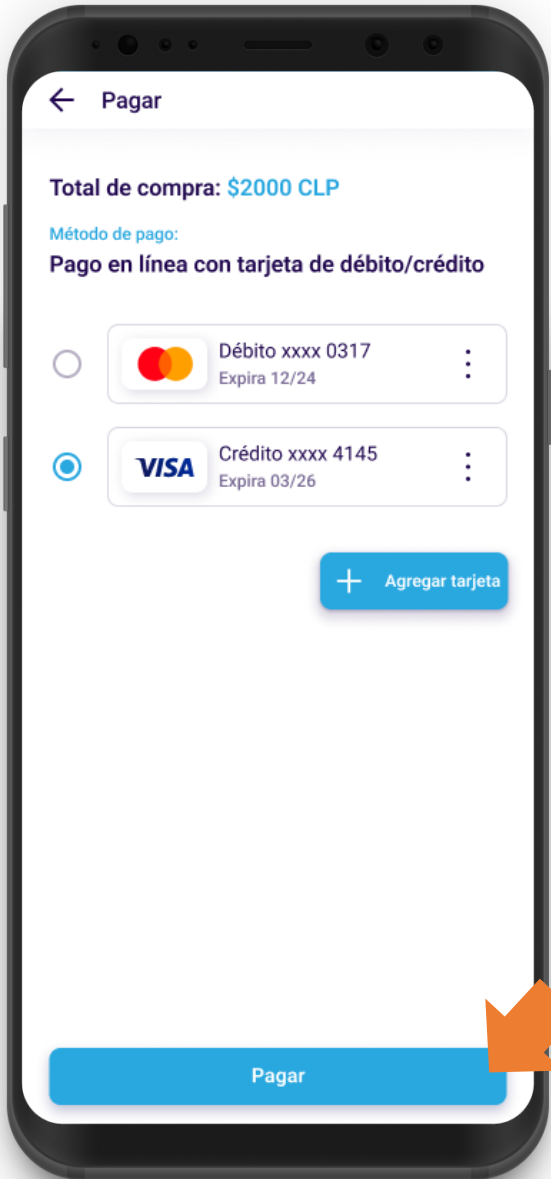 Pagar
Total de compra: $2000 CLP
Método de pago:
Pago en línea con tarjeta de débito/crédito
Débito xxxx 0317
Expira 12/24
VISA
Crédito xxxx 4145
Expira 03/26
Agregar tarjeta
Pagar